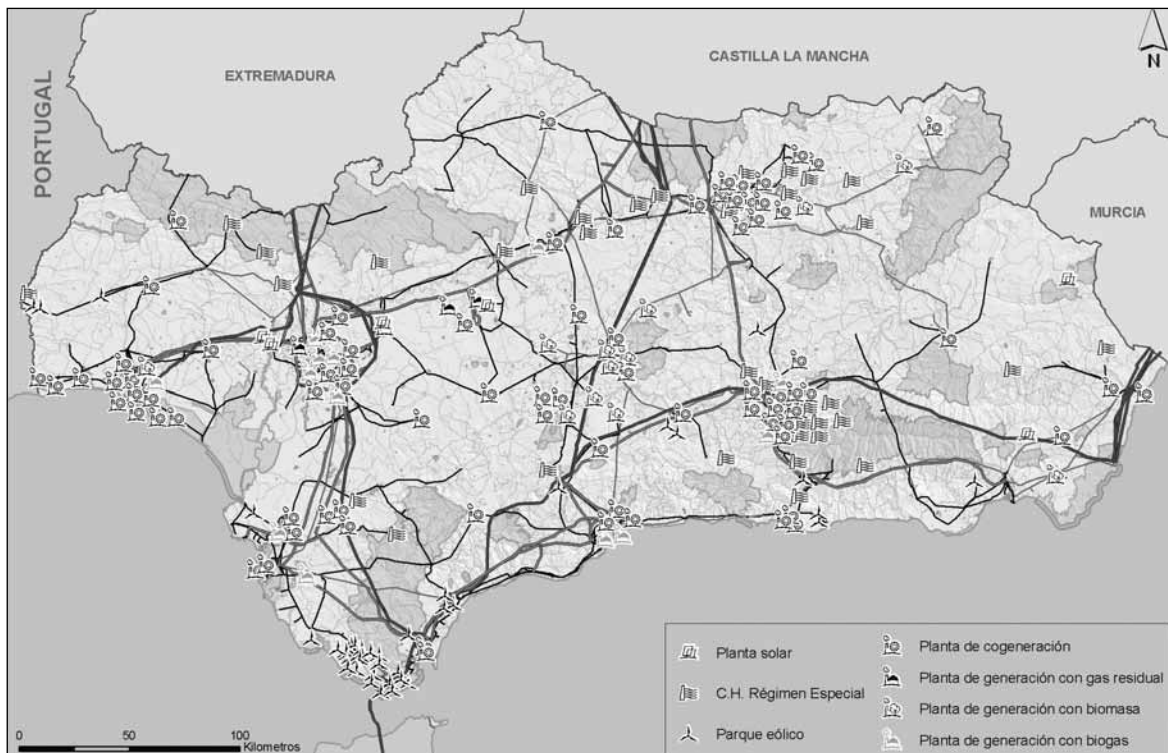 PORTUGAL
EXTREMADURA
CASTILLA LA MANCHA
N
MURCIA
Planta solar
C.H. Régimen Especial
Parque eólico
Planta de cogeneración
Planta de generación con gas residual
Planta de generación con biomasa
Planta de generación con biogas
0 50 100
Kilometros